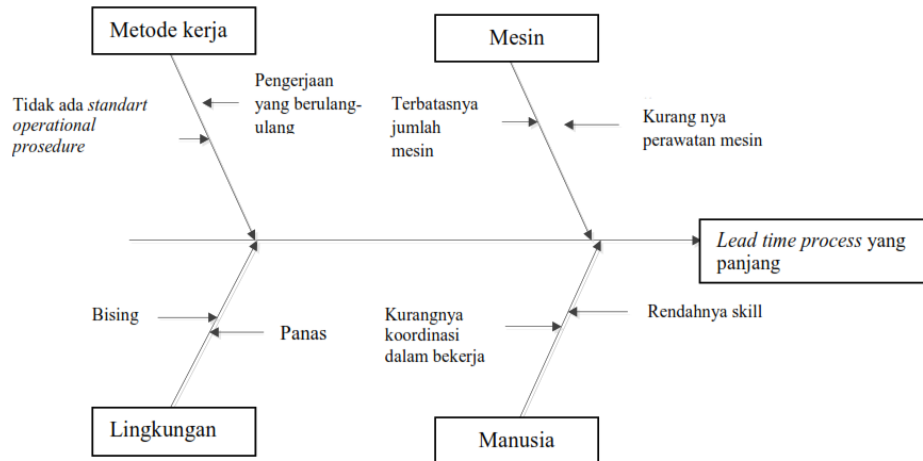 Metode kerja
Mesin
Pengerjaan
yang berulang-
ulang
Tidak ada standart
operational
prosedure
Terbatasnya
jumlah
mesin
Kurang nya
perawatan mesin
Lead time process yang
panjang
Bising
Panas
Kurangnya
koordinasi
dalam bekerja
Rendahnya skill
Lingkungan
Manusia